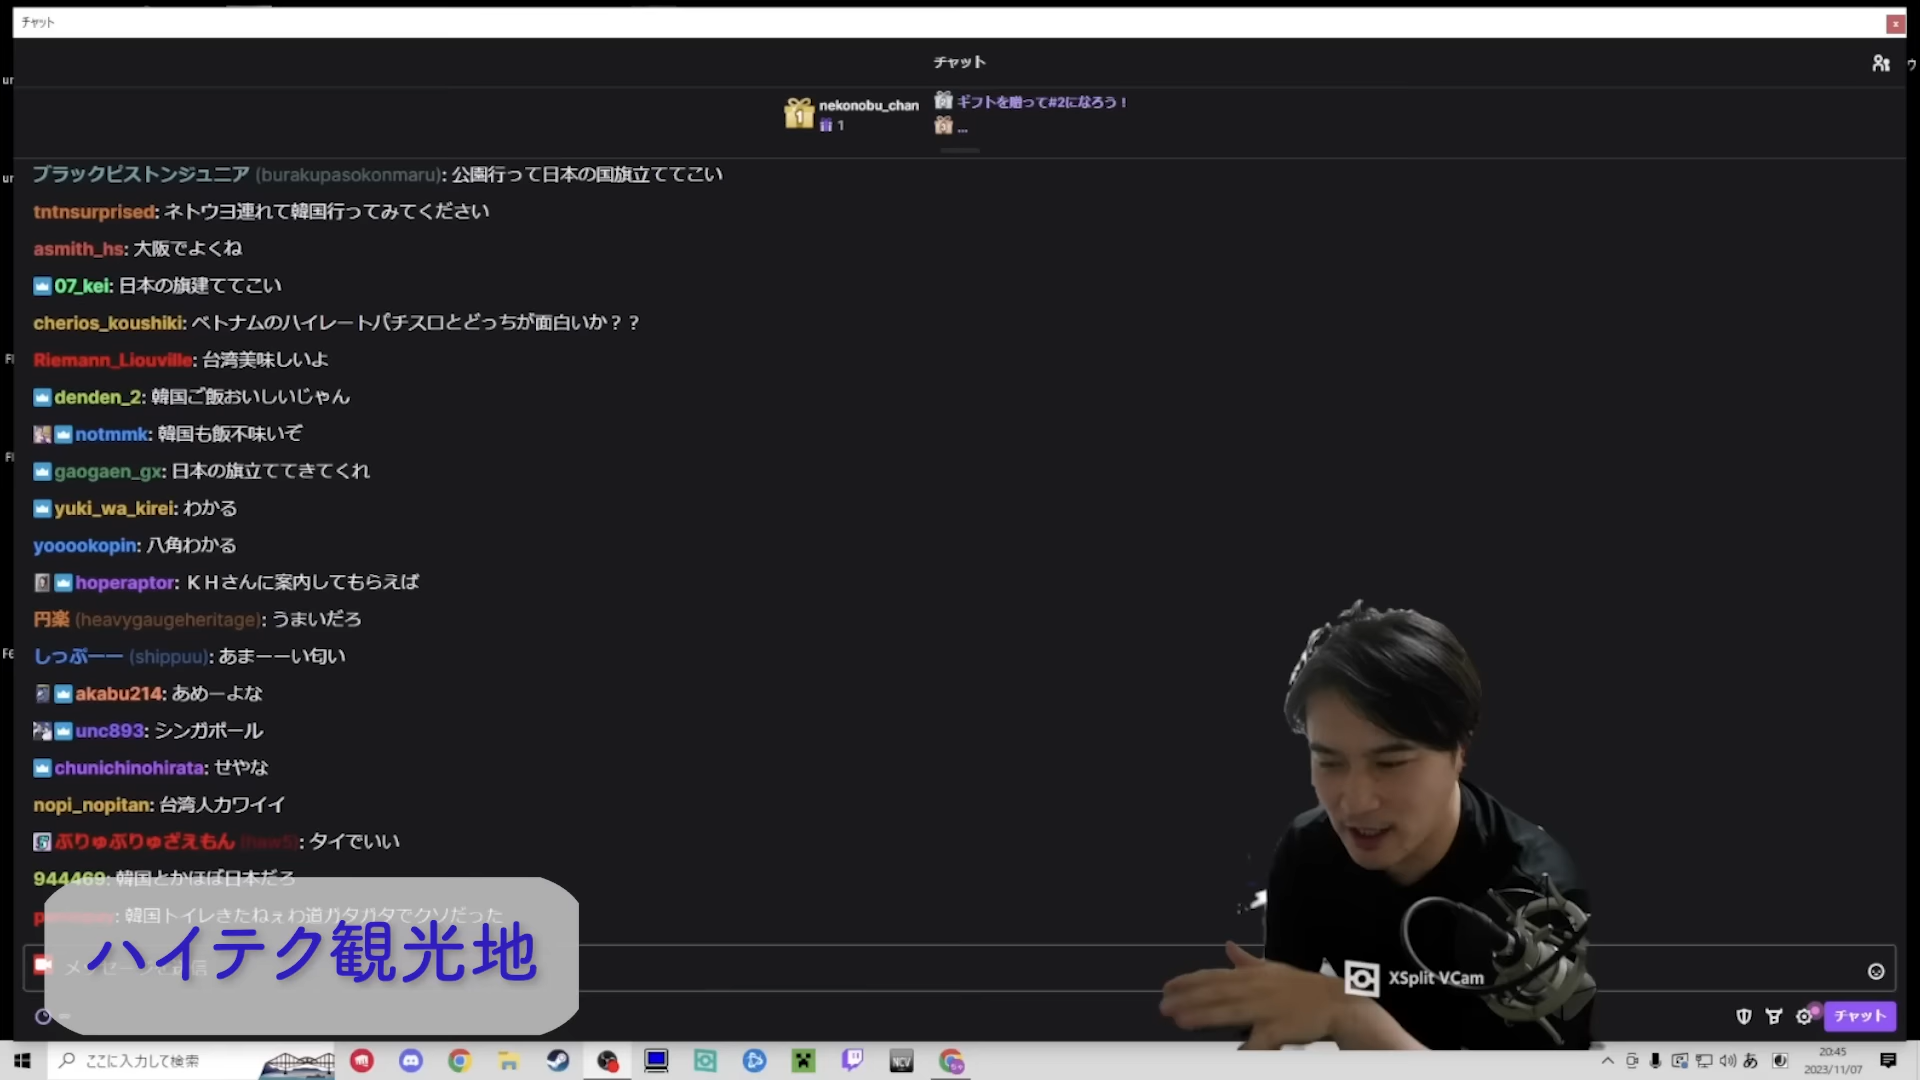 チャット
チャット
nekonobu_chan
1
ギフトを贈って#2になろう！
...
ブラックピストンジュニア (burakupasokonmaru): 公園行って日本の国旗立ててこい
tntnsurprised: ネトウヨ連れて韓国行ってみてください
asmith_hs: 大阪でよくね
07_kei: 日本の旗建ててこい
cherios_koushiki: ベトナムのハイレートパチスロとどっちが面白いか？？
Riemann_Liouville: 台湾美味しいよ
denden_2: 韓国ご飯おいしいじゃん
notmmk: 韓国も飯不味いぞ
gaogaen_gx: 日本の旗立ててきてくれ
yuki_wa_kirei: わかる
yooookopin: 八角わかる
hoperaptor: ＫＨさんに案内してもらえば
円楽 (heavygaugeheritage): うまいだろ
しっぷーー (shippuu): あまーーい匂い
akabu214: あめーよな
unc893: シンガポール
chunichinohirata: せやな
nopi_nopitan: 台湾人カワイイ
ぶりゅぶりゅざえもん (haw5): タイでいい
944469: 韓国とかほぼ日本だろ
: 韓国トイレきたねぇわ道ガタガタでクソだった
ハイテク観光地
メッセージを送信
XSplit VCam
チャット
ここに入力して検索
NCV
あ
20:45
2023/11/07